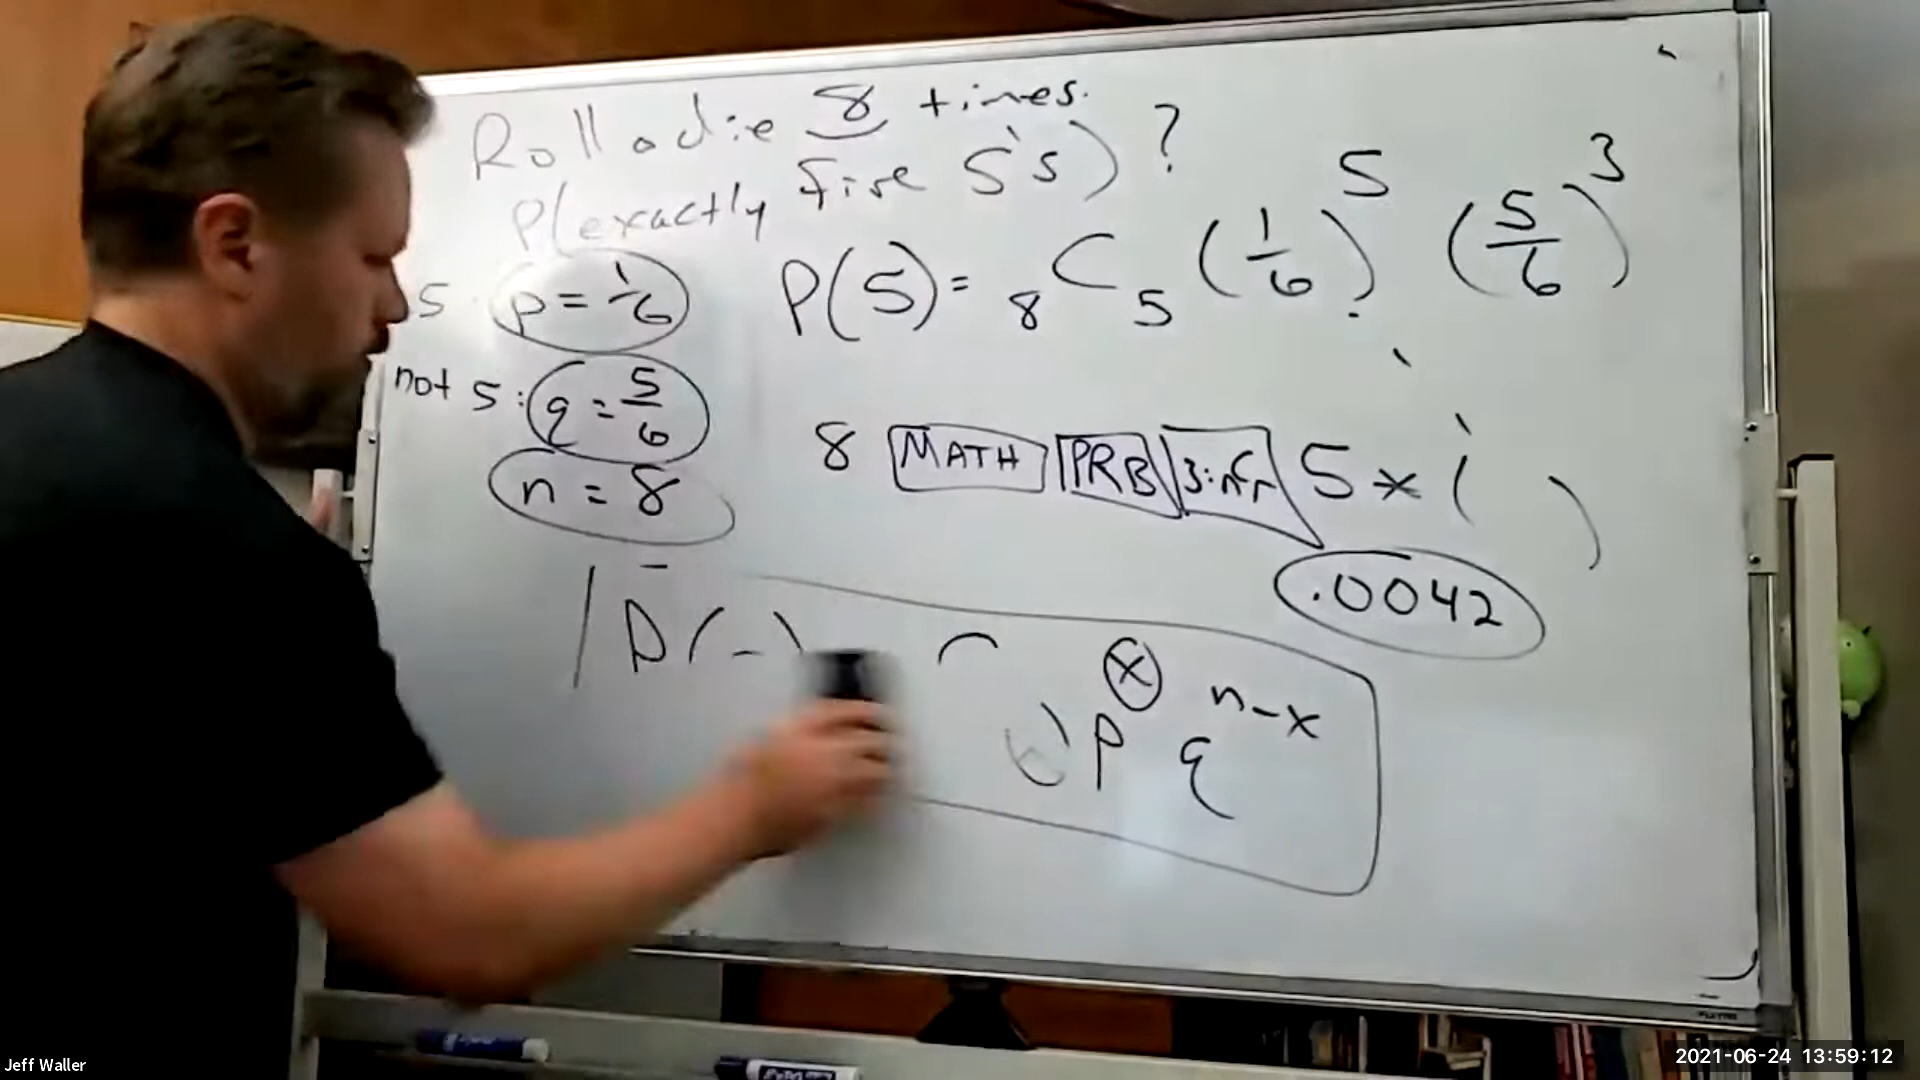 Roll a die 8 times.
P(exactly five 5's) ?
5 p = 1/6
P(5) = 8C5 (1/6)^5 (5/6)^3
not 5: q = 5/6
n = 8
8 MATH PRB 3:nCr 5 × ( )
.0042
P( )
p^x q^n-x
Jeff Waller
2021-06-24 13:59:12